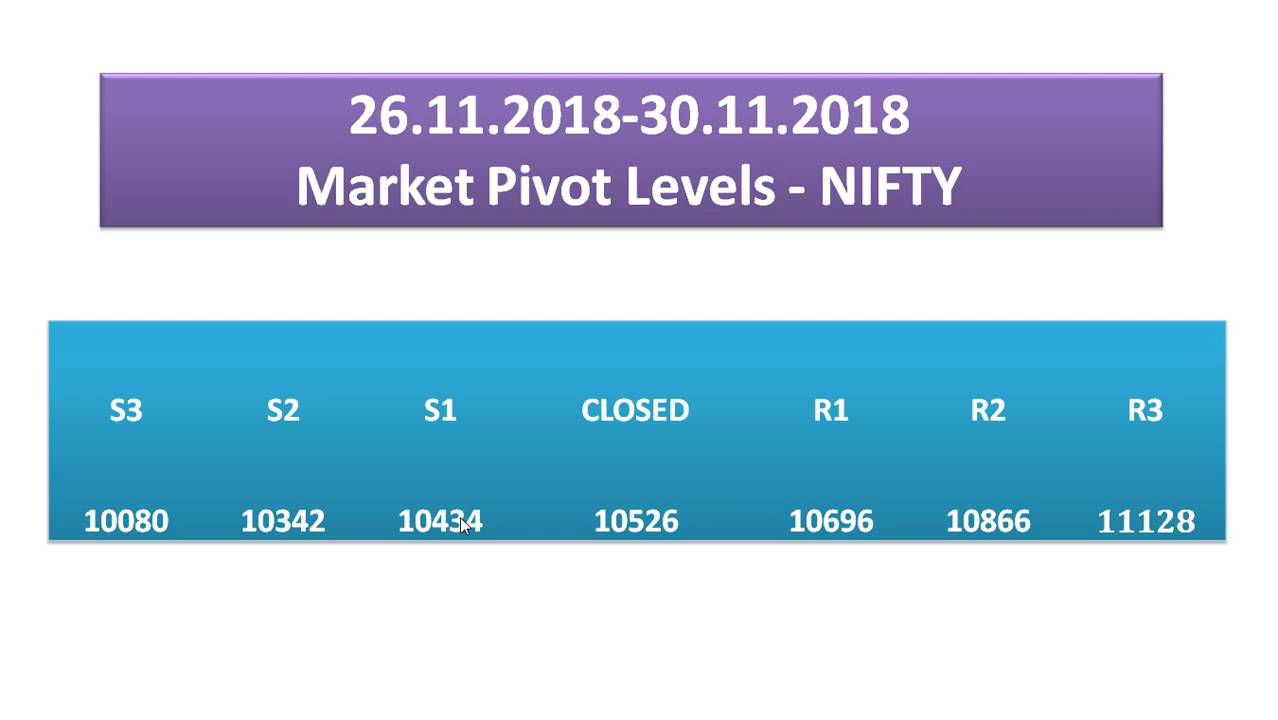 26.11.2018-30.11.2018
Market Pivot Levels - NIFTY
S3 S2 S1 CLOSED R1 R2 R3
10080 10342 10434 10526 10696 10866 11128